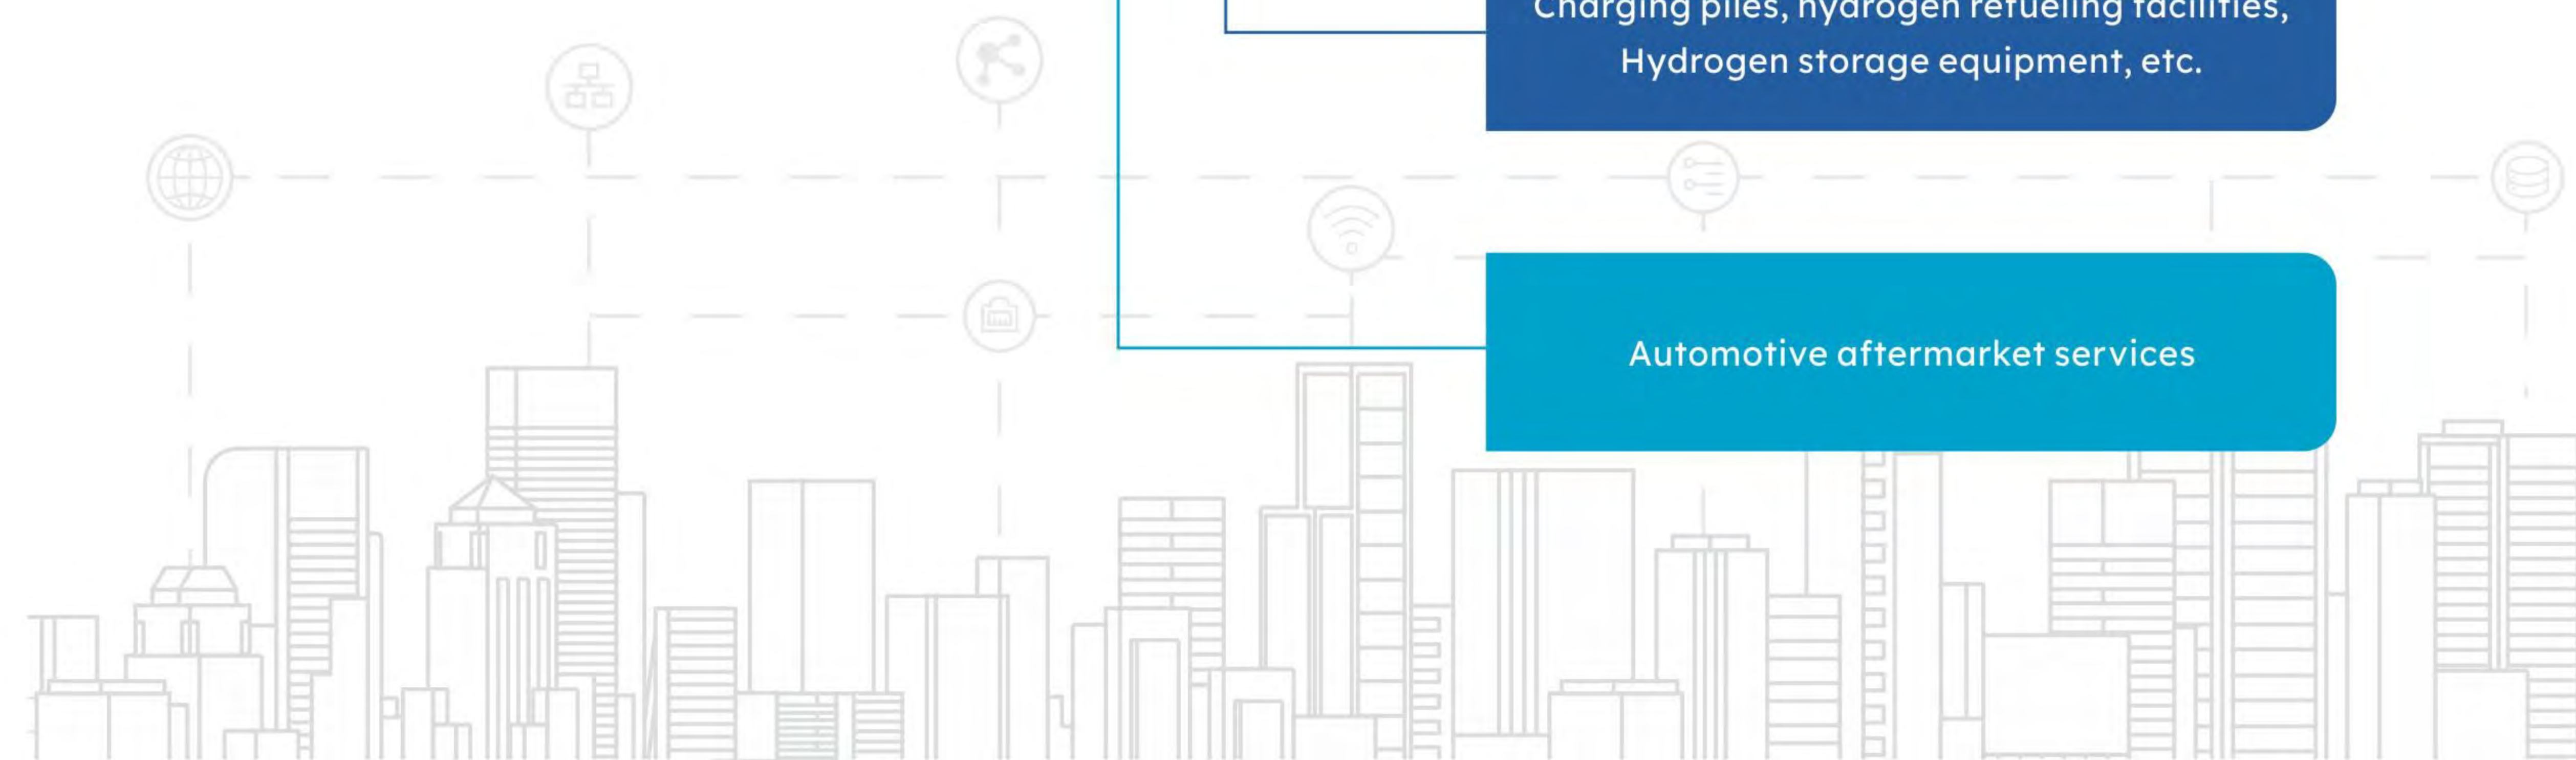 Charging piles, hydrogen refueling facilities,
Hydrogen storage equipment, etc.
Automotive aftermarket services